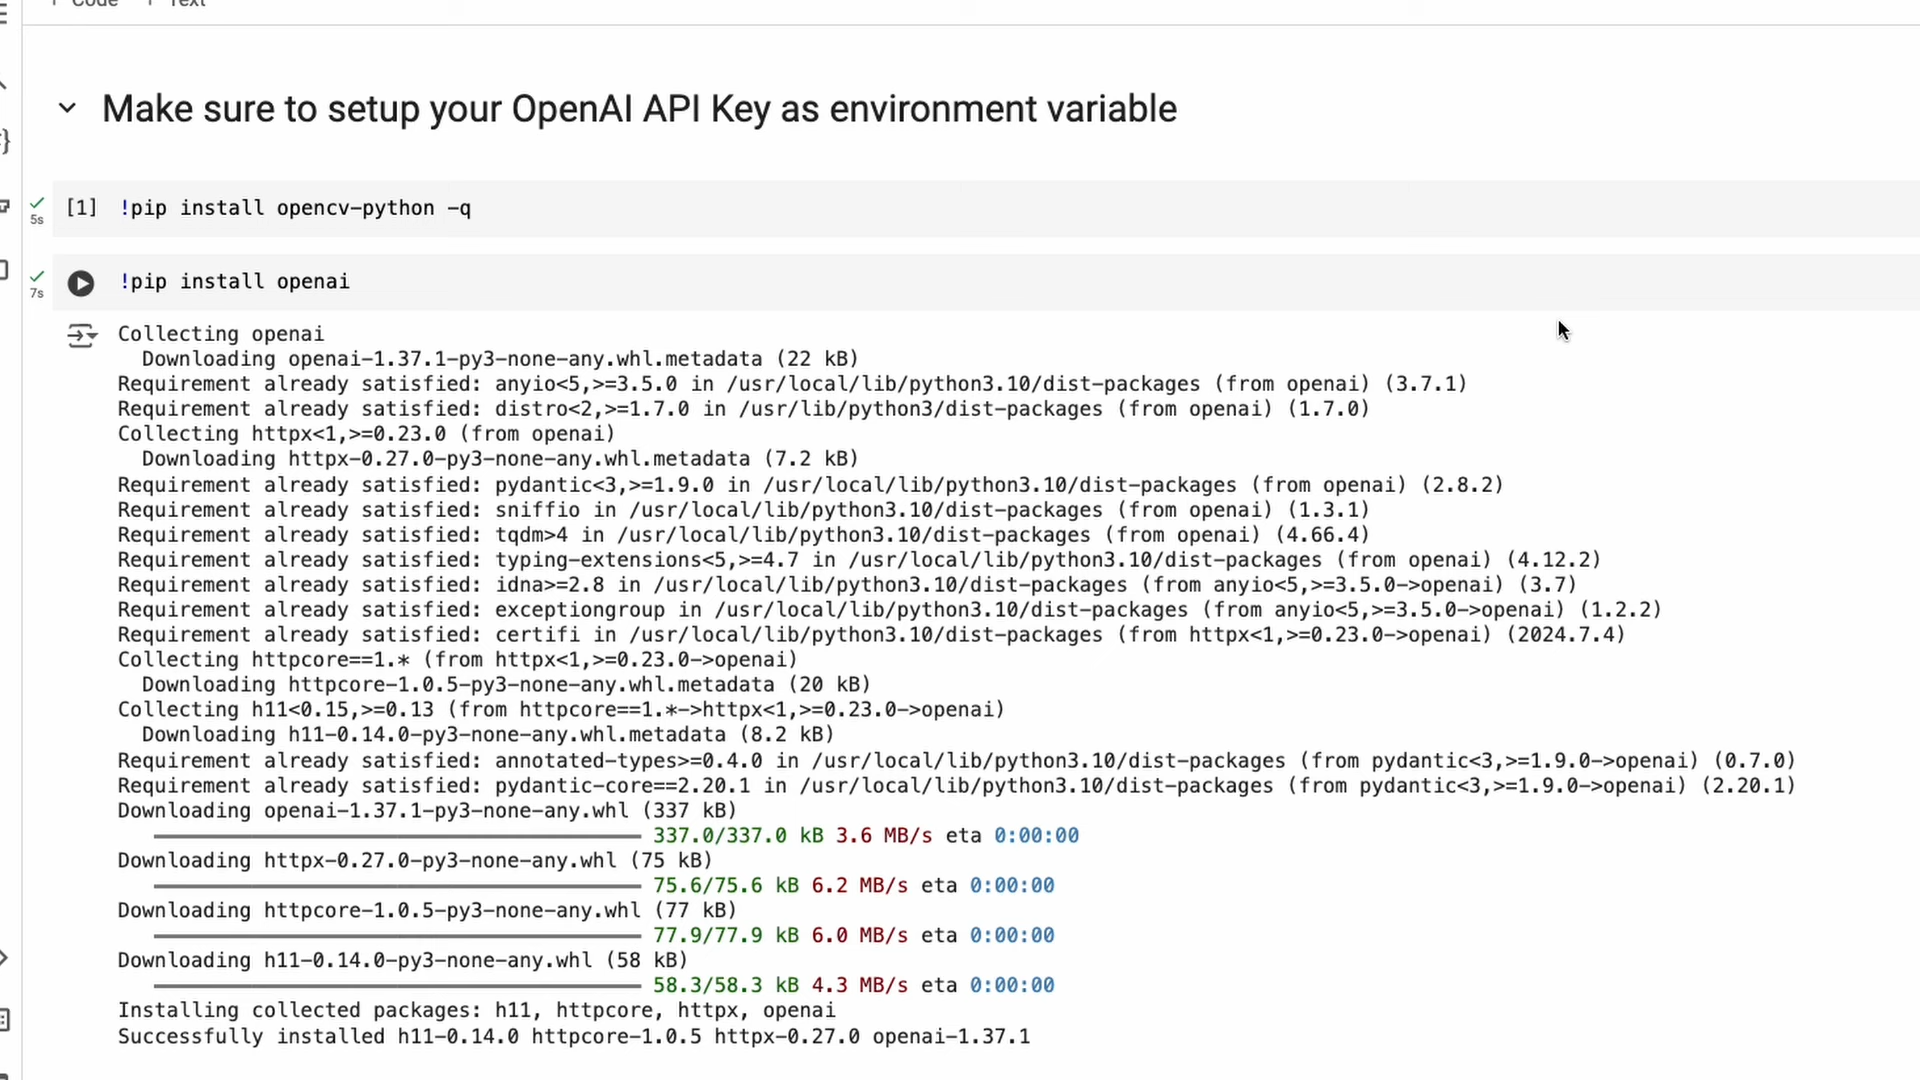 + Code + Text
Make sure to setup your OpenAI API Key as environment variable
[1] !pip install opencv-python -q
5s
!pip install openai
7s
Collecting openai
Downloading openai-1.37.1-py3-none-any.whl.metadata (22 kB)
Requirement already satisfied: anyio<5,>=3.5.0 in /usr/local/lib/python3.10/dist-packages (from openai) (3.7.1)
Requirement already satisfied: distro<2,>=1.7.0 in /usr/lib/python3/dist-packages (from openai) (1.7.0)
Collecting httpx<1,>=0.23.0 (from openai)
Downloading httpx-0.27.0-py3-none-any.whl.metadata (7.2 kB)
Requirement already satisfied: pydantic<3,>=1.9.0 in /usr/local/lib/python3.10/dist-packages (from openai) (2.8.2)
Requirement already satisfied: sniffio in /usr/local/lib/python3.10/dist-packages (from openai) (1.3.1)
Requirement already satisfied: tqdm>4 in /usr/local/lib/python3.10/dist-packages (from openai) (4.66.4)
Requirement already satisfied: typing-extensions<5,>=4.7 in /usr/local/lib/python3.10/dist-packages (from openai) (4.12.2)
Requirement already satisfied: idna>=2.8 in /usr/local/lib/python3.10/dist-packages (from anyio<5,>=3.5.0->openai) (3.7)
Requirement already satisfied: exceptiongroup in /usr/local/lib/python3.10/dist-packages (from anyio<5,>=3.5.0->openai) (1.2.2)
Requirement already satisfied: certifi in /usr/local/lib/python3.10/dist-packages (from httpx<1,>=0.23.0->openai) (2024.7.4)
Collecting httpcore==1.* (from httpx<1,>=0.23.0->openai)
Downloading httpcore-1.0.5-py3-none-any.whl.metadata (20 kB)
Collecting h11<0.15,>=0.13 (from httpcore==1.*->httpx<1,>=0.23.0->openai)
Downloading h11-0.14.0-py3-none-any.whl.metadata (8.2 kB)
Requirement already satisfied: annotated-types>=0.4.0 in /usr/local/lib/python3.10/dist-packages (from pydantic<3,>=1.9.0->openai) (0.7.0)
Requirement already satisfied: pydantic-core==2.20.1 in /usr/local/lib/python3.10/dist-packages (from pydantic<3,>=1.9.0->openai) (2.20.1)
Downloading openai-1.37.1-py3-none-any.whl (337 kB)
337.0/337.0 kB 3.6 MB/s eta 0:00:00
Downloading httpx-0.27.0-py3-none-any.whl (75 kB)
75.6/75.6 kB 6.2 MB/s eta 0:00:00
Downloading httpcore-1.0.5-py3-none-any.whl (77 kB)
77.9/77.9 kB 6.0 MB/s eta 0:00:00
Downloading h11-0.14.0-py3-none-any.whl (58 kB)
58.3/58.3 kB 4.3 MB/s eta 0:00:00
Installing collected packages: h11, httpcore, httpx, openai
Successfully installed h11-0.14.0 httpcore-1.0.5 httpx-0.27.0 openai-1.37.1